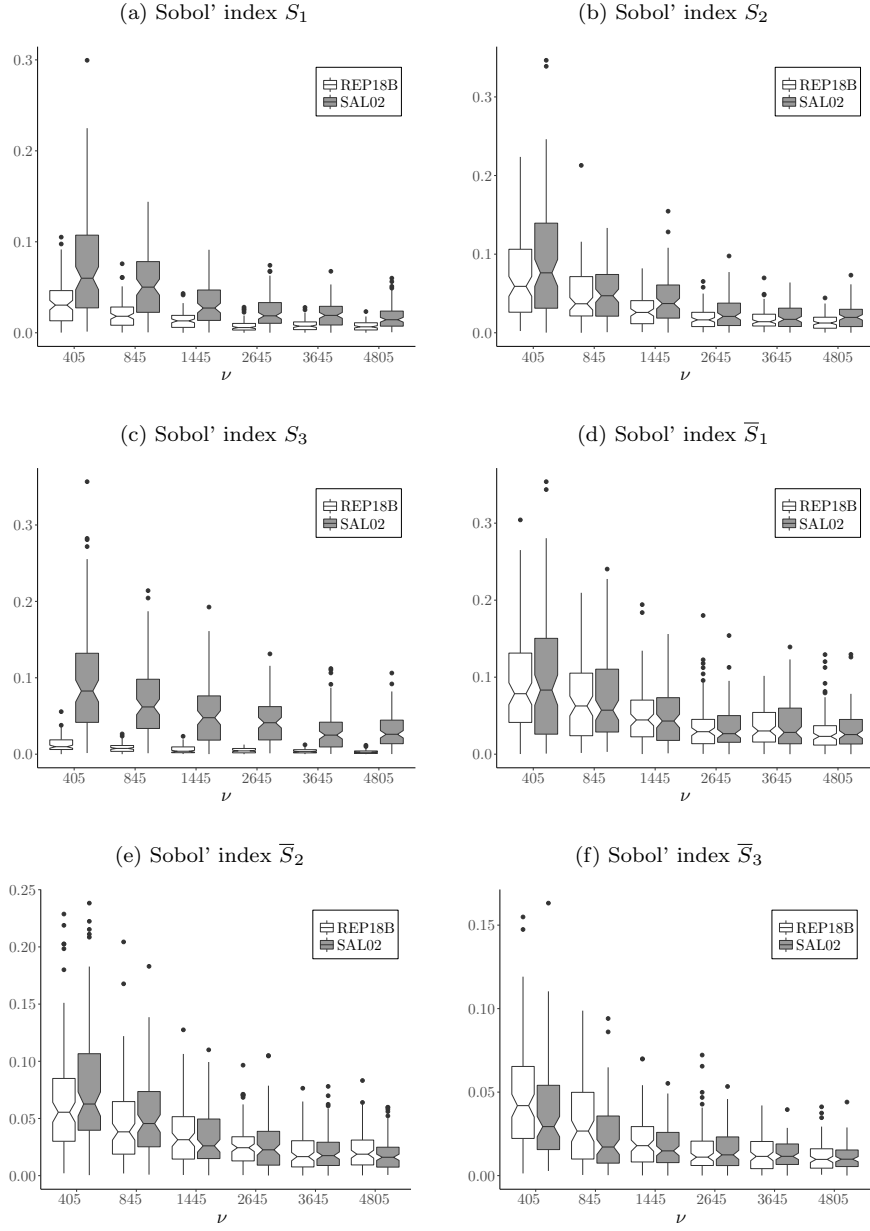 (a) Sobol' index S₁
0.3
0.2
0.1
0.0
REP18B
SAL02
405 845 1445 2645 3645 4805
ν
(b) Sobol' index S₂
0.3
0.2
0.1
0.0
REP18B
SAL02
405 845 1445 2645 3645 4805
ν
(c) Sobol' index S₃
0.3
0.2
0.1
0.0
REP18B
SAL02
405 845 1445 2645 3645 4805
ν
(d) Sobol' index S̅₁
0.3
0.2
0.1
0.0
REP18B
SAL02
405 845 1445 2645 3645 4805
ν
(e) Sobol' index S̅₂
0.25
0.20
0.15
0.10
0.05
0.00
REP18B
SAL02
405 845 1445 2645 3645 4805
ν
(f) Sobol' index S̅₃
0.15
0.10
0.05
0.00
REP18B
SAL02
405 845 1445 2645 3645 4805
ν